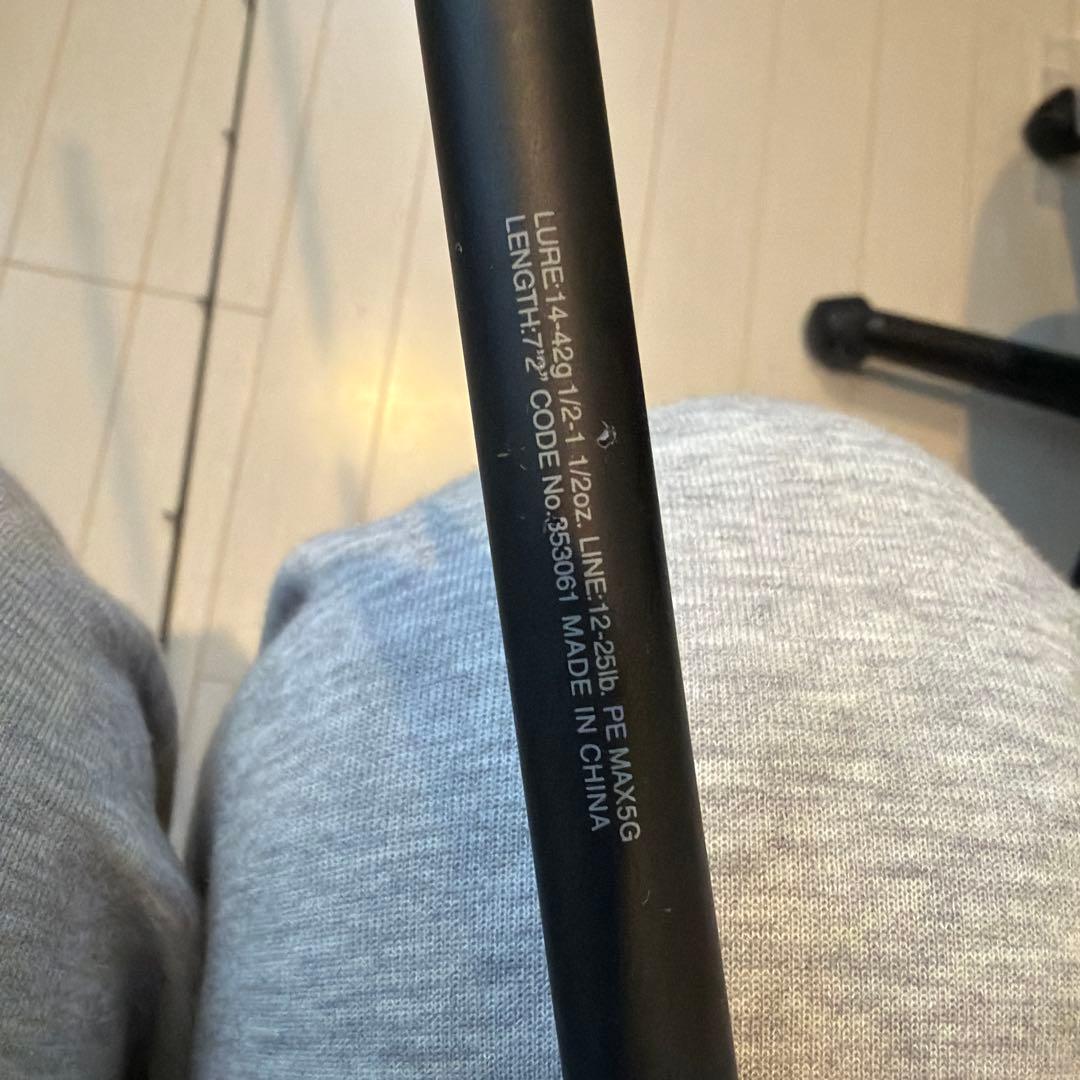 LURE:14-42g 1/2-1 1/2oz. LINE:12-25lb. PE MAX5G
LENGTH:7'2" CODE No.353061 MADE IN CHINA